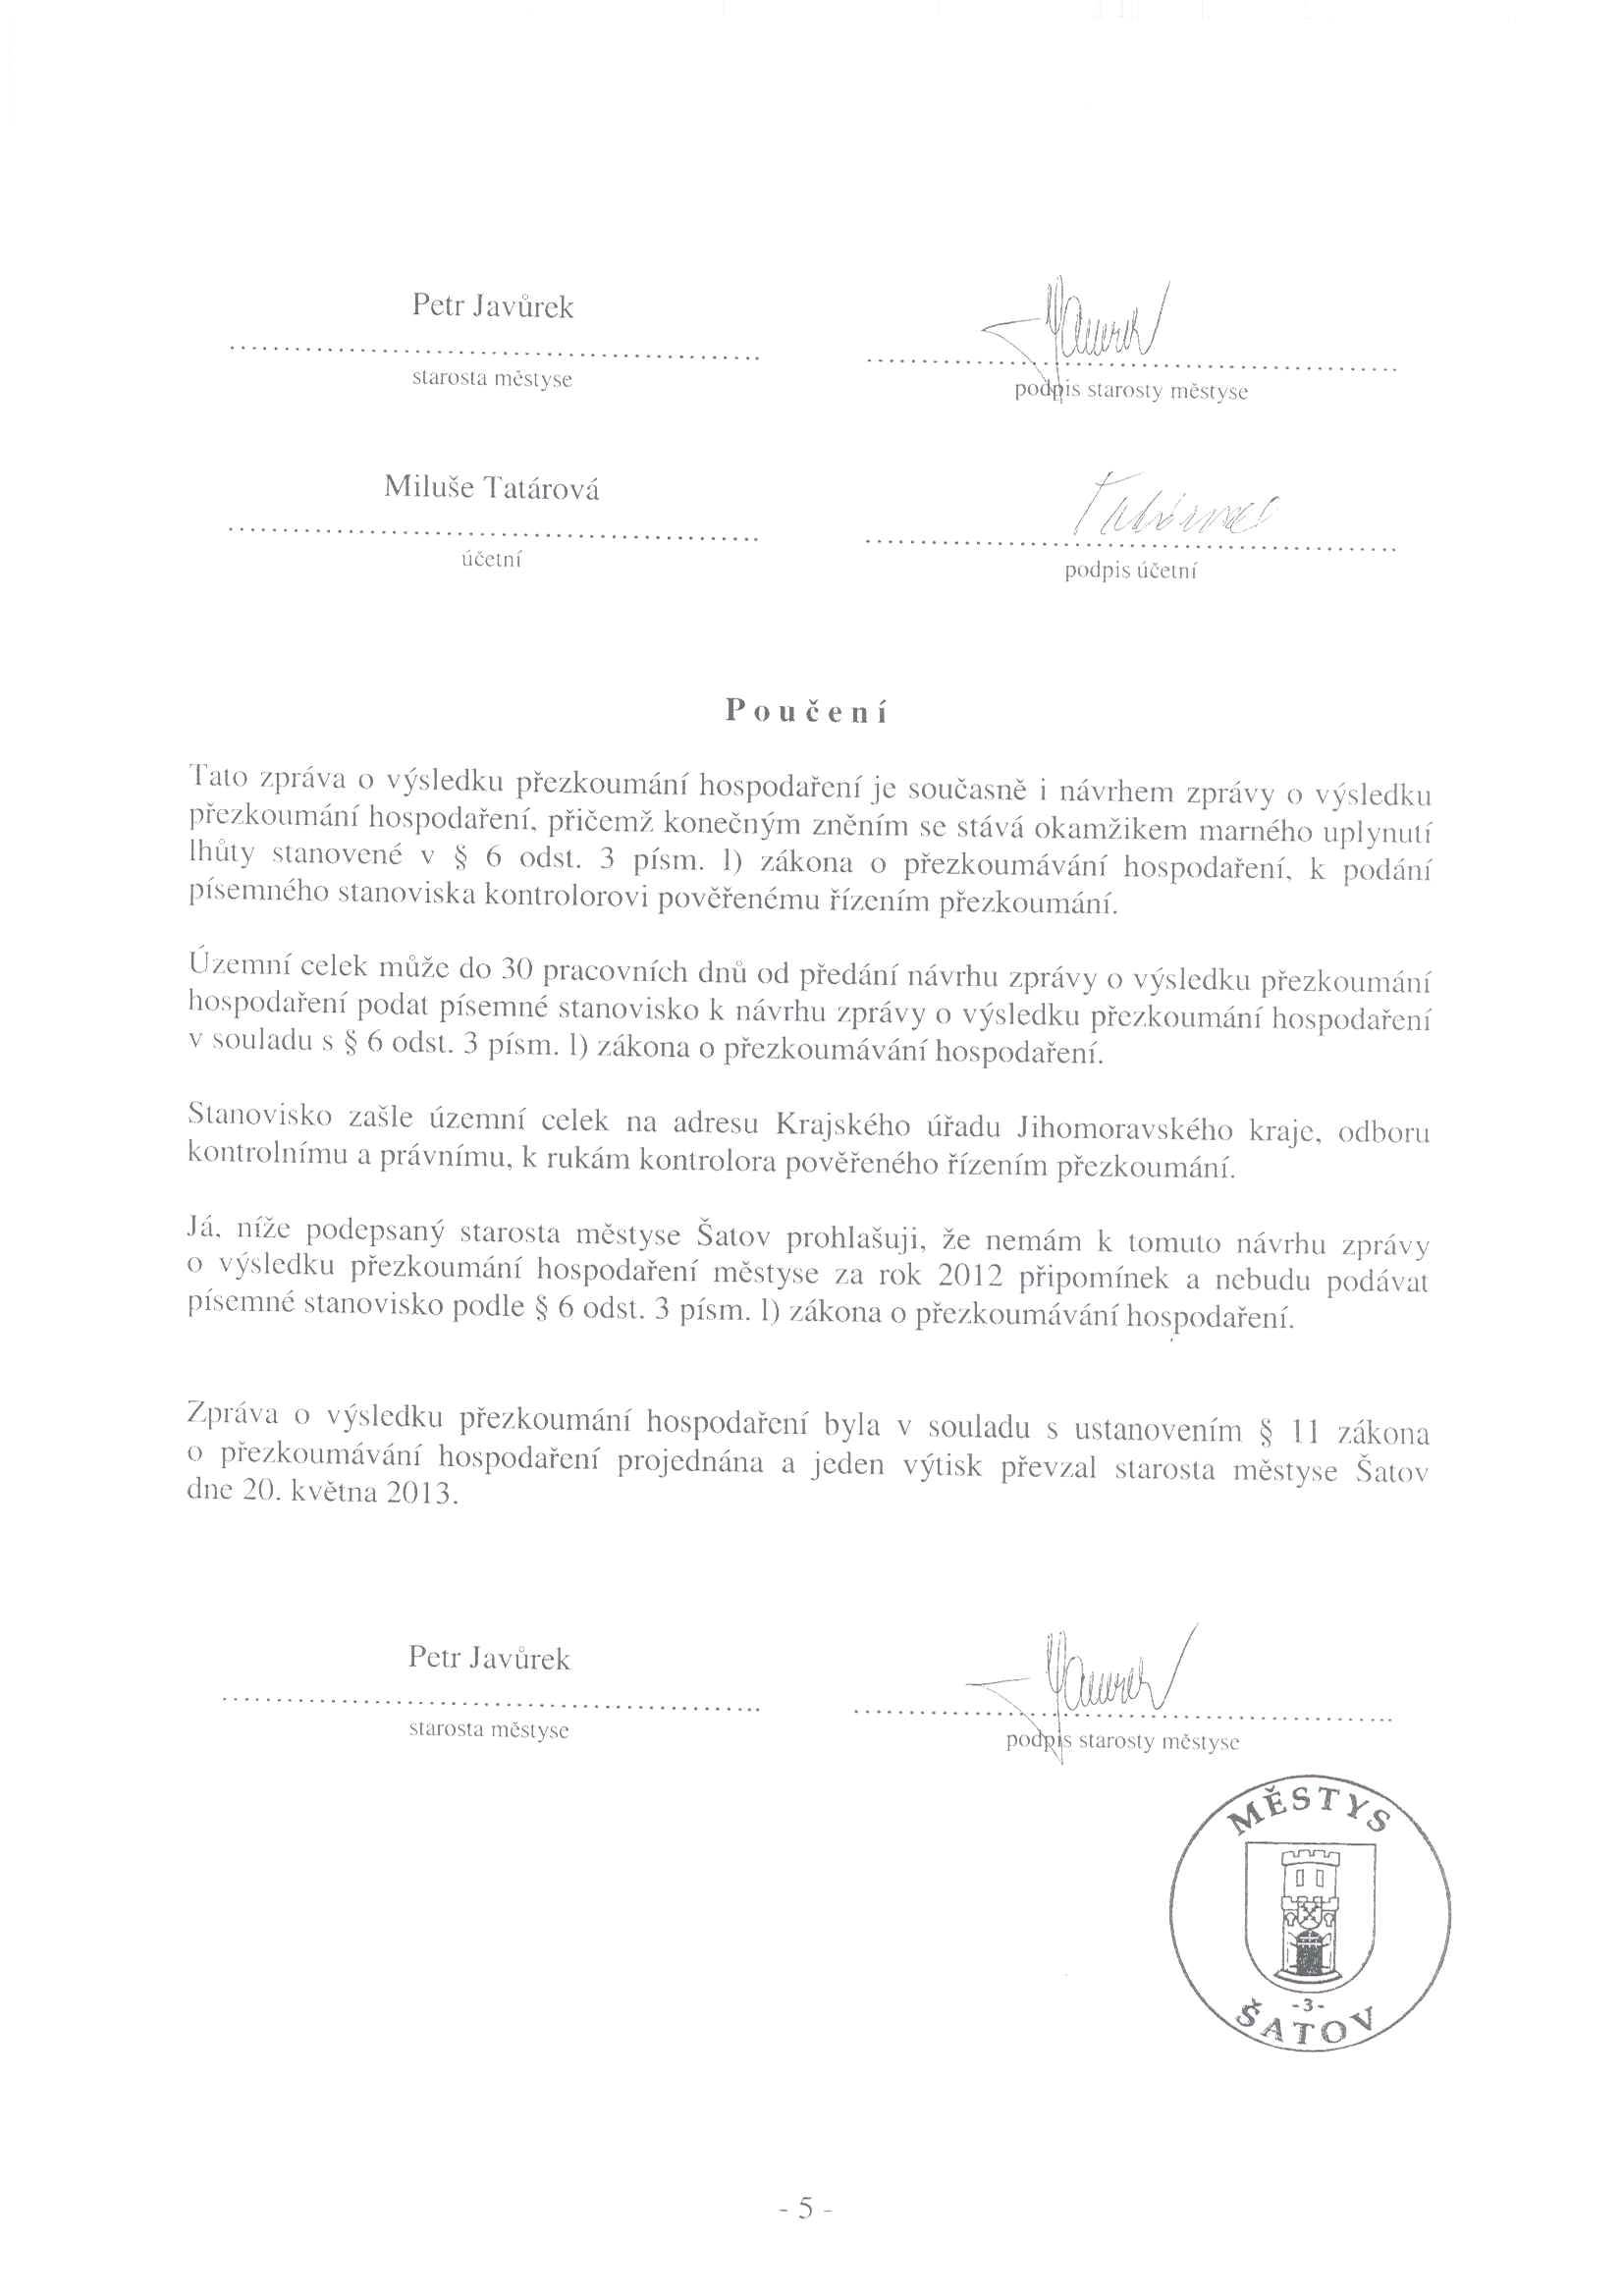 Petr Javůrek
starosta městyse
podpis starosty městyse
Miluše Tatárová
účetní
podpis účetní
Poučení
Tato zpráva o výsledku přezkoumání hospodaření je současně i návrhem zprávy o výsledku
přezkoumání hospodaření, přičemž konečným zněním se stává okamžikem marného uplynutí
lhůty stanovené v § 6 odst. 3 písm. l) zákona o přezkoumávání hospodaření, k podání
písemného stanoviska kontrolorovi pověřenému řízením přezkoumání.
Územní celek může do 30 pracovních dnů od předání návrhu zprávy o výsledku přezkoumání
hospodaření podat písemné stanovisko k návrhu zprávy o výsledku přezkoumání hospodaření
v souladu s § 6 odst. 3 písm. l) zákona o přezkoumávání hospodaření.
Stanovisko zašle územní celek na adresu Krajského úřadu Jihomoravského kraje, odboru
kontrolnímu a právnímu, k rukám kontrolora pověřeného řízením přezkoumání.
Já, níže podepsaný starosta městyse Šatov prohlašuji, že nemám k tomuto návrhu zprávy
o výsledku přezkoumání hospodaření městyse za rok 2012 připomínek a nebudu podávat
písemné stanovisko podle § 6 odst. 3 písm. l) zákona o přezkoumávání hospodaření.
Zpráva o výsledku přezkoumání hospodaření byla v souladu s ustanovením § 11 zákona
o přezkoumávání hospodaření projednána a jeden výtisk převzal starosta městyse Šatov
dne 20. května 2013.
Petr Javůrek
starosta městyse
podpis starosty městyse
MĚSTYS
-3-
ŠATOV
- 5 -